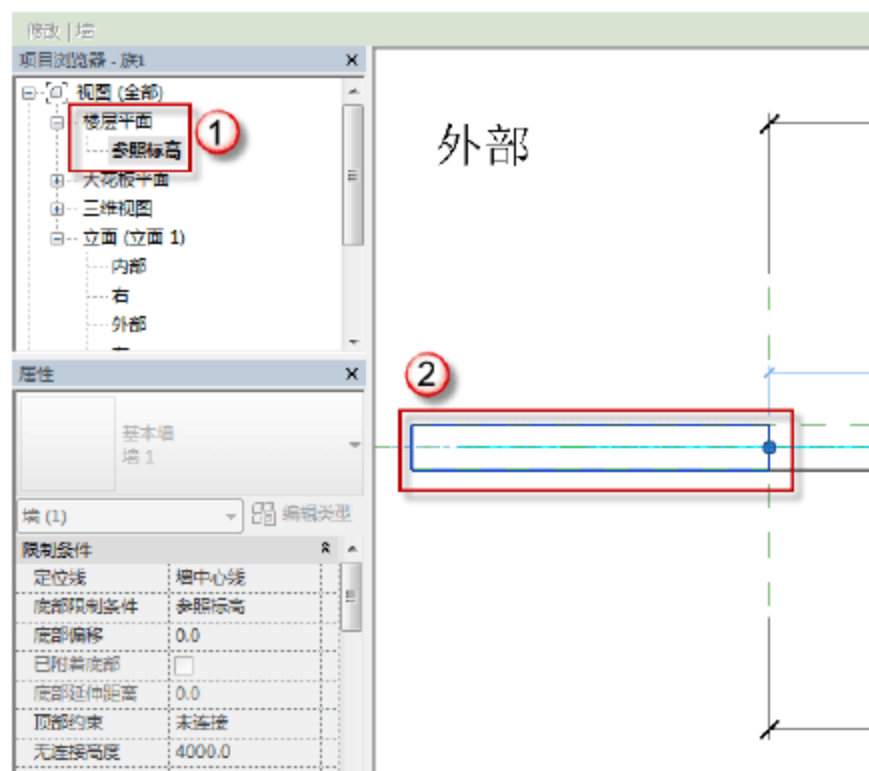 修改 | 墙
项目浏览器 - 族1
视图 (全部)
楼层平面
参照标高
1
天花板平面
三维视图
立面 (立面 1)
内部
右
外部
外部
属性
2
基本墙
墙 1
墙 (1)
编辑类型
限制条件
定位线 墙中心线
底部限制条件 参照标高
底部偏移 0.0
已附着底部
底部延伸距离 0.0
顶部约束 未连接
无连接高度 4000.0